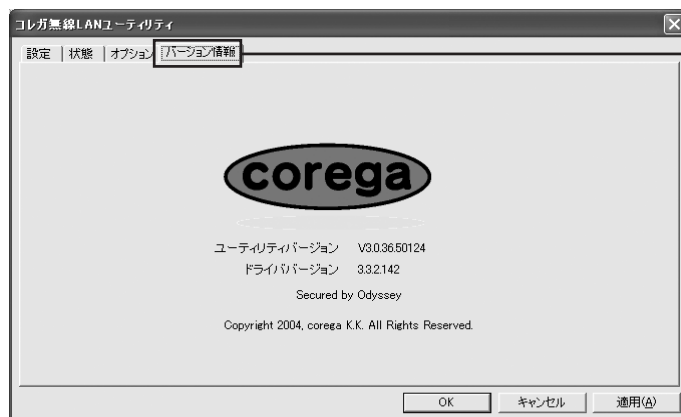 コレガ無線LANユーティリティ
設定 状態 オプション バージョン情報
corega
ユーティリティバージョン V3.0.36.50124
ドライババージョン 3.3.2.142
Secured by Odyssey
Copyright 2004, corega K.K. All Rights Reserved.
OK キャンセル 適用(A)